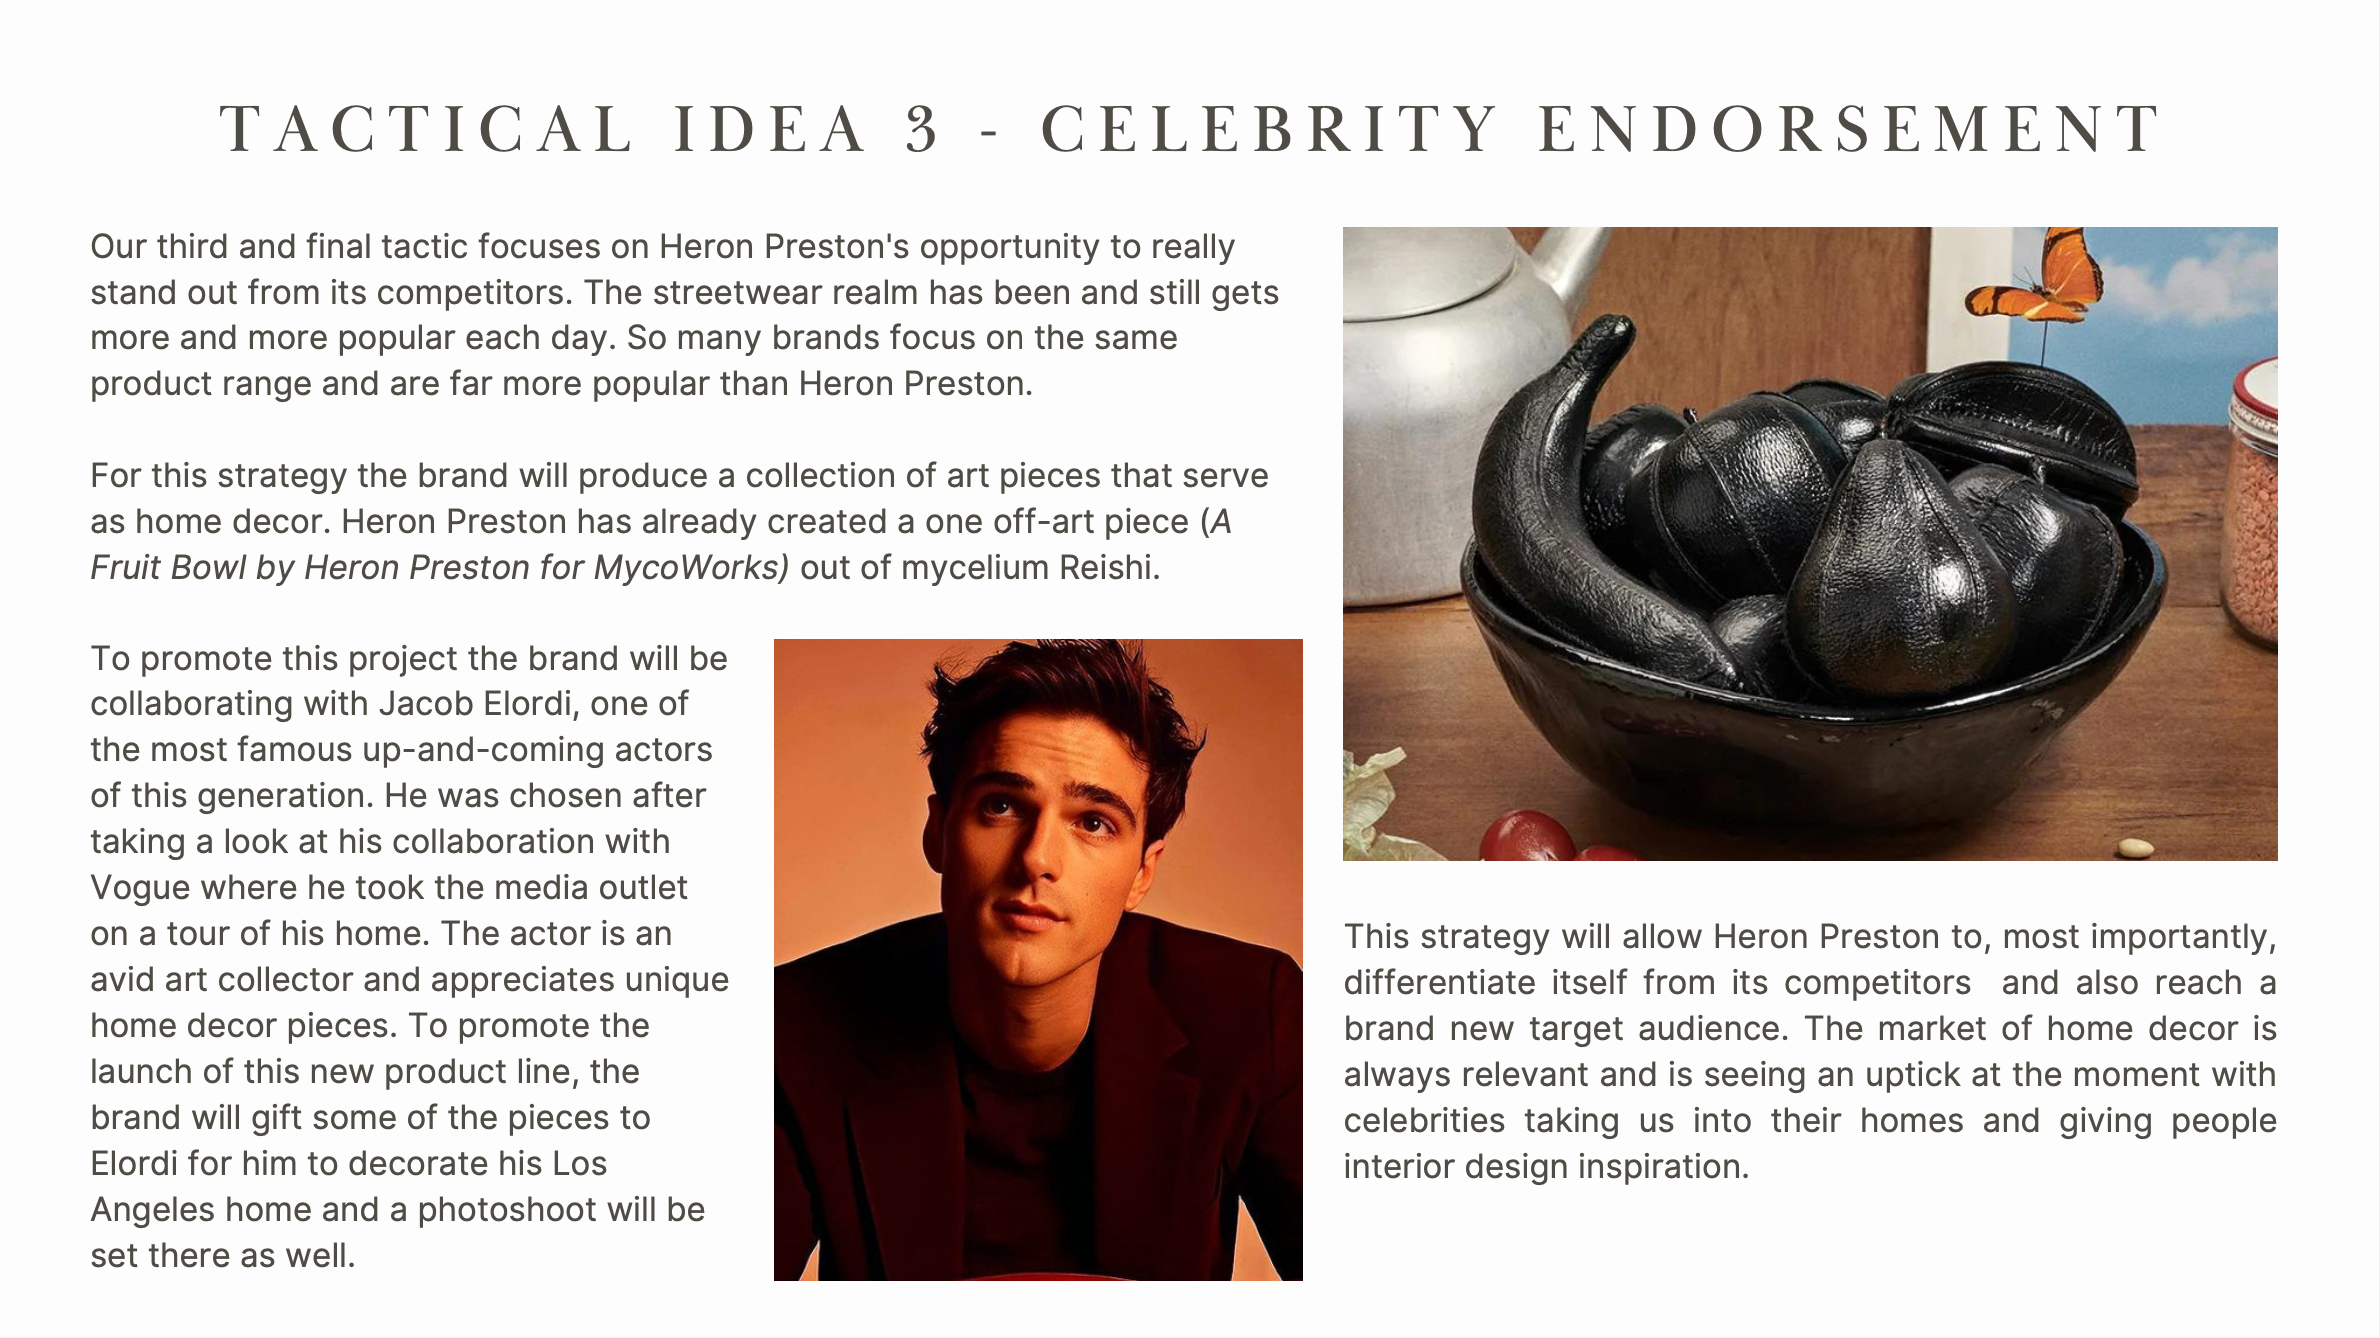 TACTICAL IDEA 3 - CELEBRITY ENDORSEMENT
Our third and final tactic focuses on Heron Preston's opportunity to really
stand out from its competitors. The streetwear realm has been and still gets
more and more popular each day. So many brands focus on the same
product range and are far more popular than Heron Preston.
For this strategy the brand will produce a collection of art pieces that serve
as home decor. Heron Preston has already created a one off-art piece (A
Fruit Bowl by Heron Preston for MycoWorks) out of mycelium Reishi.
To promote this project the brand will be
collaborating with Jacob Elordi, one of
the most famous up-and-coming actors
of this generation. He was chosen after
taking a look at his collaboration with
Vogue where he took the media outlet
on a tour of his home. The actor is an
avid art collector and appreciates unique
home decor pieces. To promote the
launch of this new product line, the
brand will gift some of the pieces to
Elordi for him to decorate his Los
Angeles home and a photoshoot will be
set there as well.
This strategy will allow Heron Preston to, most importantly,
differentiate itself from its competitors  and also reach a
brand new target audience. The market of home decor is
always relevant and is seeing an uptick at the moment with
celebrities taking us into their homes and giving people
interior design inspiration.